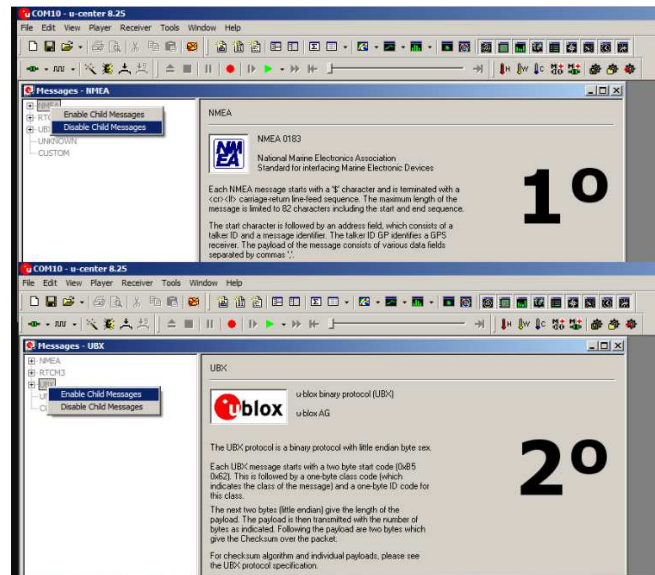 COM10 - u-center 8.25
File Edit View Player Receiver Tools Window Help
Messages - NMEA
NMEA
Enable Child Messages
Disable Child Messages
UNKNOWN
CUSTOM
NMEA
NMEA 0183
National Marine Electronics Association
Standard for interfacing Marine Electronic Devices
Each NMEA message starts with a '$' character and is terminated with a
<cr><lf> carriage-return line-feed sequence. The maximum length of the
message is limited to 82 characters including the start and end sequence.
The start character is followed by an address field, which consists of a
talker ID and a message identifier. The talker ID GP identifies a GPS
receiver. The payload of the message consists of various data fields
separated by commas ','.
1º
COM10 - u-center 8.25
File Edit View Player Receiver Tools Window Help
Messages - UBX
NMEA
RTCM3
UBX
Enable Child Messages
Disable Child Messages
UBX
ublox
u-blox binary protocol (UBX)
u-blox AG
The UBX protocol is a binary protocol with little endian byte sex.
Each UBX message starts with a two byte start code (0xB5
0x62). This is followed by a one-byte class code (which
indicates the class of the message) and a one-byte ID code for
this class.
The next two bytes (little endian) give the length of the
payload. The payload is then transmitted with the number of
bytes as indicated. Following the payload are two bytes which
give the Checksum over the packet.
For checksum algorithm and individual payloads, please see
the UBX protocol specification.
2º